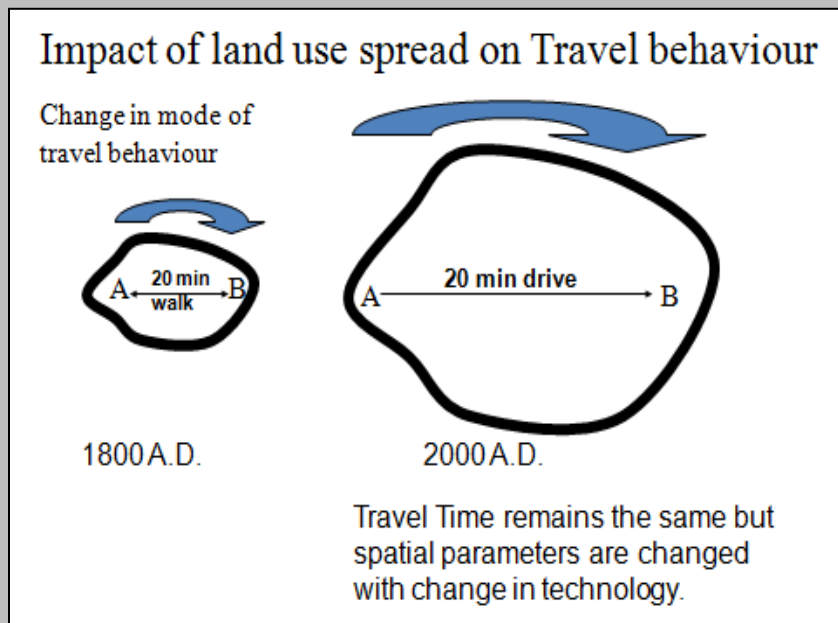 Impact of land use spread on Travel behaviour
Change in mode of
travel behaviour
A 20 min B
walk
1800 A.D.
A 20 min drive B
2000 A.D.
Travel Time remains the same but
spatial parameters are changed
with change in technology.